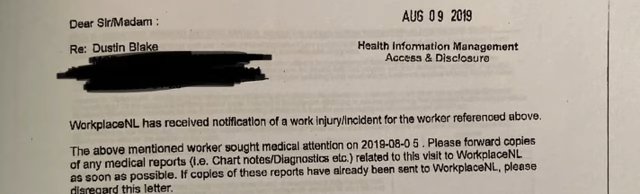 AUG 09 2019
Dear Sir/Madam :
Re: Dustin Blake
Health Information Management
Access & Disclosure
WorkplaceNL has received notification of a work injury/incident for the worker referenced above.
The above mentioned worker sought medical attention on 2019-08-0 5 . Please forward copies
of any medical reports (i.e. Chart notes/Diagnostics etc.) related to this visit to WorkplaceNL
as soon as possible. If copies of these reports have already been sent to WorkplaceNL, please
disregard this letter.